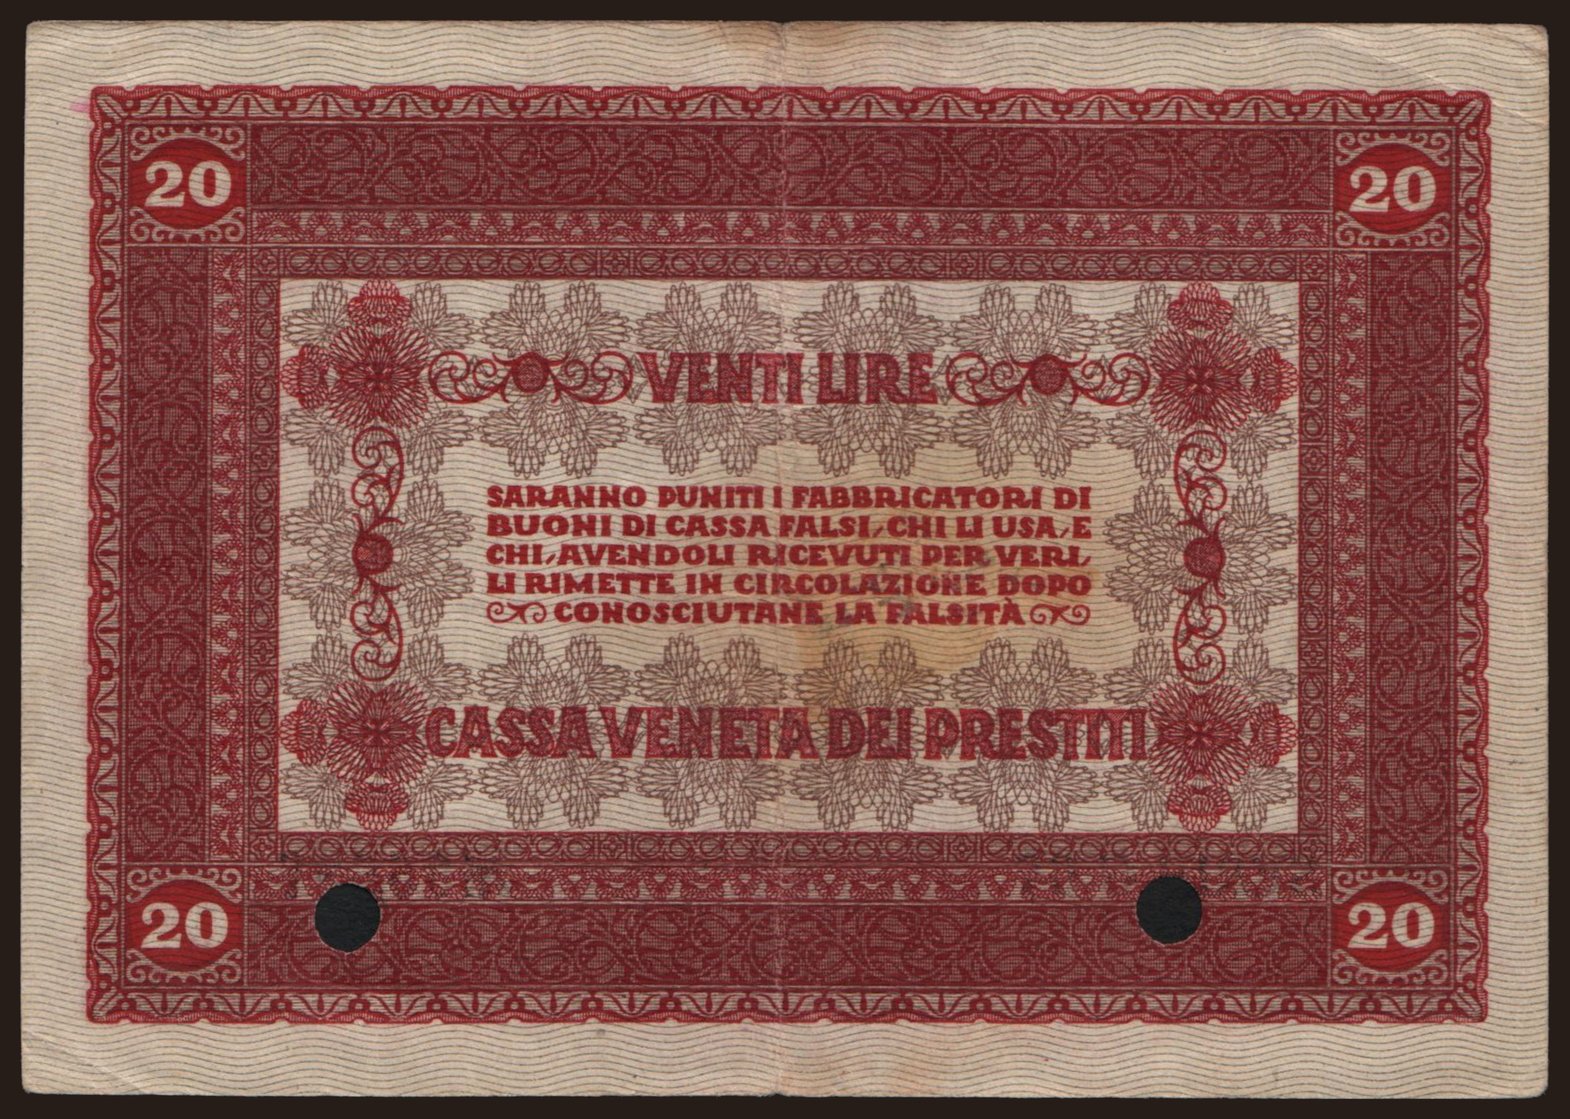 20 20
VENTI LIRE
SARANNO PUNITI I FABBRICATORI DI
BUONI DI CASSA FALSI, CHI LI USA, E
CHI, AVENDOLI RICEVUTI PER VERI,
LI RIMETTE IN CIRCOLAZIONE DOPO
CONOSCIUTANE LA FALSITÀ
CASSA VENETA DEI PRESTITI
20 20